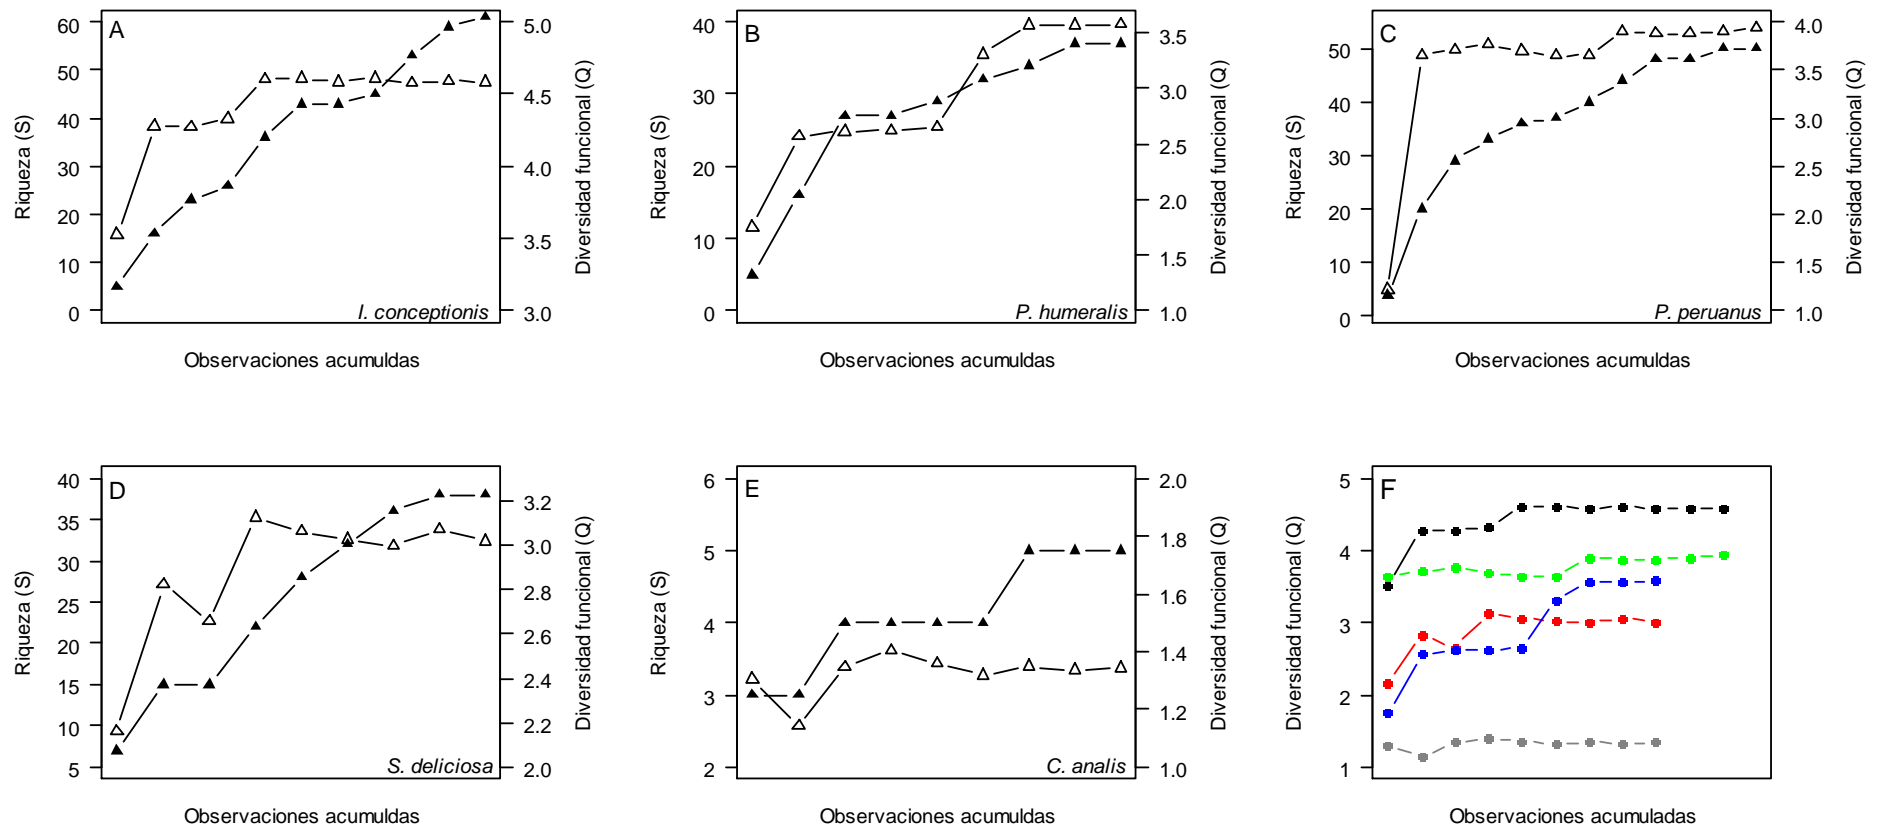 A
60
50
40
30
20
10
0
Riqueza (S)
5.0
4.5
4.0
3.5
3.0
Diversidad funcional (Q)
I. conceptionis
Observaciones acumuldas
B
40
30
20
10
0
Riqueza (S)
3.5
3.0
2.5
2.0
1.5
1.0
Diversidad funcional (Q)
P. humeralis
Observaciones acumuldas
C
50
40
30
20
10
0
Riqueza (S)
4.0
3.5
3.0
2.5
2.0
1.5
1.0
Diversidad funcional (Q)
P. peruanus
Observaciones acumuldas
D
40
35
30
25
20
15
10
5
Riqueza (S)
3.2
3.0
2.8
2.6
2.4
2.2
2.0
Diversidad funcional (Q)
S. deliciosa
Observaciones acumuldas
E
6
5
4
3
2
Riqueza (S)
2.0
1.8
1.6
1.4
1.2
1.0
Diversidad funcional (Q)
C. analis
Observaciones acumuldas
F
5
4
3
2
1
Diversidad funcional (Q)
Observaciones acumuladas